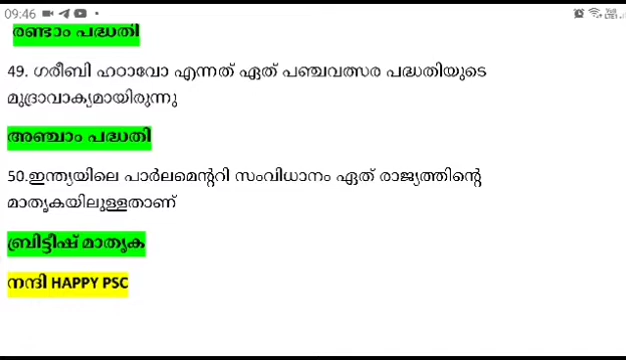 09:46
രണ്ടാം പദ്ധതി
49. ഗരീബി ഹഠാവോ എന്നത് ഏത് പഞ്ചവത്സര പദ്ധതിയുടെ
മുദ്രാവാക്യമായിരുന്നു
അഞ്ചാം പദ്ധതി
50.ഇന്ത്യയിലെ പാർലമെന്ററി സംവിധാനം ഏത് രാജ്യത്തിന്റെ
മാതൃകയിലുള്ളതാണ്
ബ്രിട്ടീഷ് മാതൃക
നന്ദി HAPPY PSC